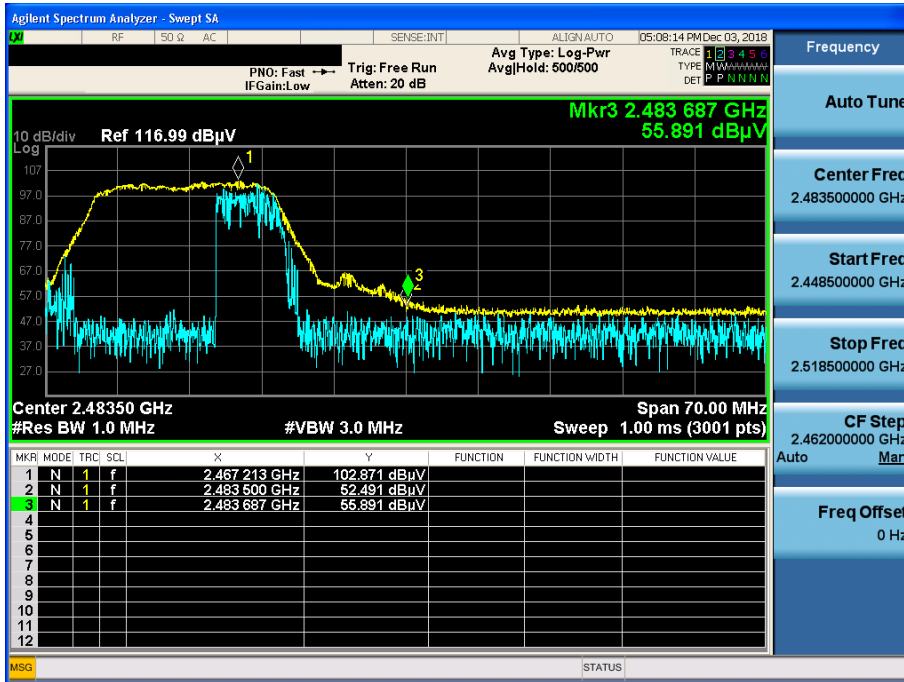 Agilent Spectrum Analyzer - Swept SA
LXI RF 50 Ω AC SENSE:INT ALIGN AUTO 05:08:14 PM Dec 03, 2018
Frequency
Avg Type: Log-Pwr
Avg|Hold: 500/500
TRACE 1 2 3 4 5 6
TYPE M W
DET P P N N N N
PNO: Fast
IFGain:Low
Trig: Free Run
Atten: 20 dB
Auto Tune
Mkr3 2.483 687 GHz
55.891 dBµV
10 dB/div Ref 116.99 dBµV
Log
107
97.0
87.0
77.0
67.0
57.0
47.0
37.0
27.0
1
3
2
Center Freq
2.483500000 GHz
Start Freq
2.448500000 GHz
Stop Freq
2.518500000 GHz
CF Step
2.462000000 GHz
Auto Man
Freq Offset
0 Hz
Center 2.48350 GHz Span 70.00 MHz
#Res BW 1.0 MHz #VBW 3.0 MHz Sweep 1.00 ms (3001 pts)
MKR MODE TRC SCL X Y FUNCTION FUNCTION WIDTH FUNCTION VALUE
1 N 1 f 2.467 213 GHz 102.871 dBµV
2 N 1 f 2.483 500 GHz 52.491 dBµV
3 N 1 f 2.483 687 GHz 55.891 dBµV
4
5
6
7
8
9
10
11
12
MSG STATUS